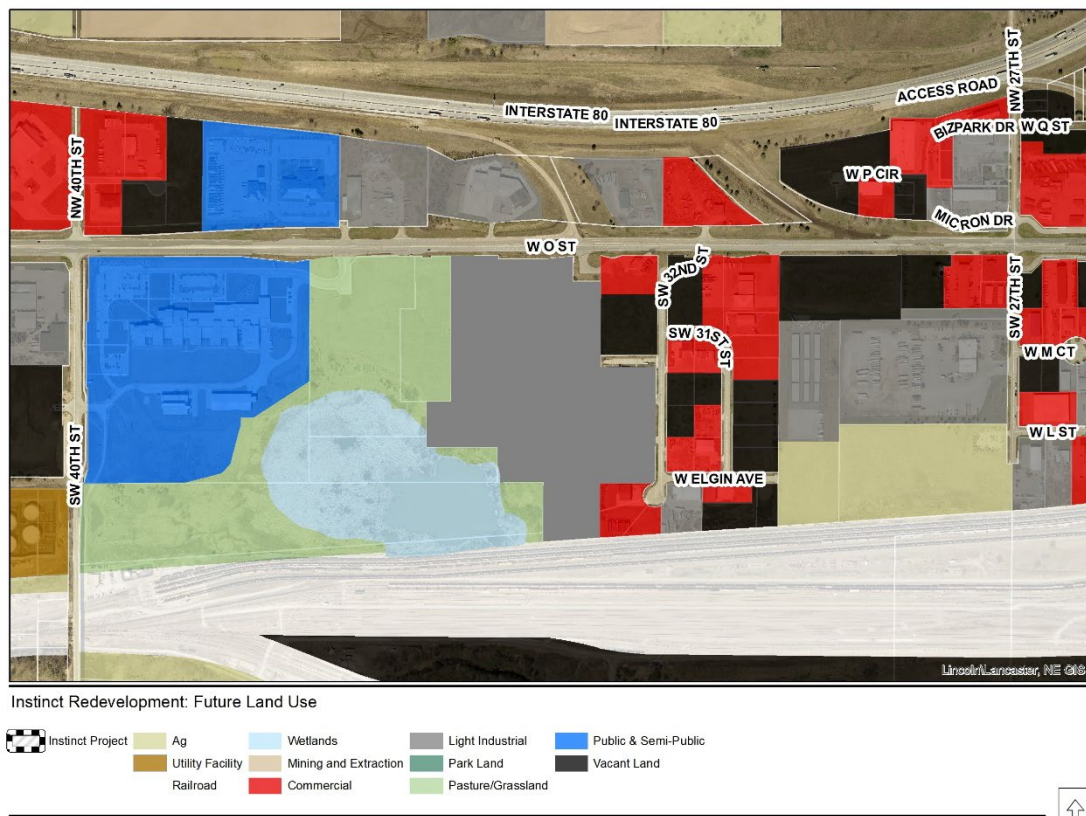 NW 27TH ST
ACCESS ROAD
INTERSTATE 80
INTERSTATE 80
BIZPARK DR
W Q ST
NW 40TH ST
W P CIR
MICRON DR
W O ST
SW 32ND ST
SW 27TH ST
SW 31ST ST
W M CT
W L ST
SW 40TH ST
W ELGIN AVE
Lincoln\Lancaster, NE GIS
Instinct Redevelopment: Future Land Use
Instinct Project
Ag
Wetlands
Light Industrial
Public & Semi-Public
Utility Facility
Mining and Extraction
Park Land
Vacant Land
Railroad
Commercial
Pasture/Grassland